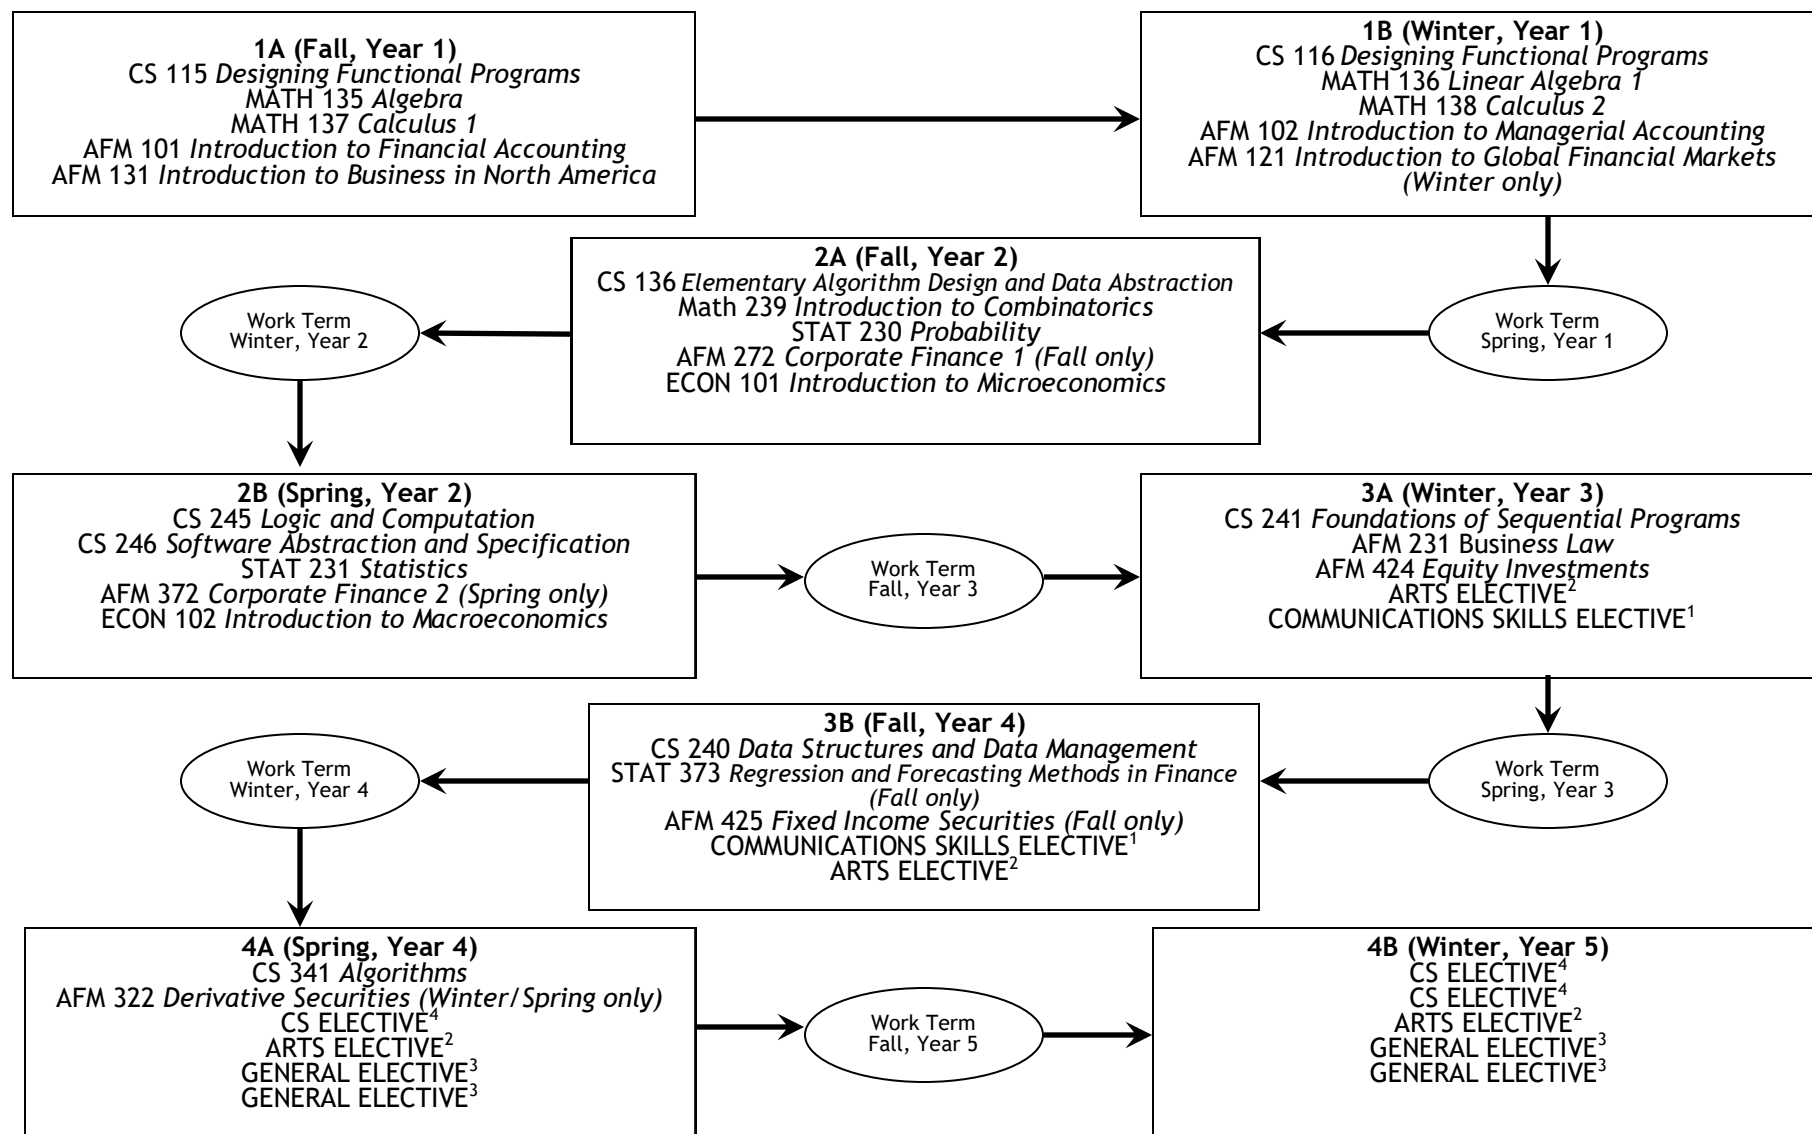 1A (Fall, Year 1)
CS 115 Designing Functional Programs
MATH 135 Algebra
MATH 137 Calculus 1
AFM 101 Introduction to Financial Accounting
AFM 131 Introduction to Business in North America
1B (Winter, Year 1)
CS 116 Designing Functional Programs
MATH 136 Linear Algebra 1
MATH 138 Calculus 2
AFM 102 Introduction to Managerial Accounting
AFM 121 Introduction to Global Financial Markets
(Winter only)
Work Term
Spring, Year 1
2A (Fall, Year 2)
CS 136 Elementary Algorithm Design and Data Abstraction
Math 239 Introduction to Combinatorics
STAT 230 Probability
AFM 272 Corporate Finance 1 (Fall only)
ECON 101 Introduction to Microeconomics
Work Term
Winter, Year 2
2B (Spring, Year 2)
CS 245 Logic and Computation
CS 246 Software Abstraction and Specification
STAT 231 Statistics
AFM 372 Corporate Finance 2 (Spring only)
ECON 102 Introduction to Macroeconomics
Work Term
Fall, Year 3
3A (Winter, Year 3)
CS 241 Foundations of Sequential Programs
AFM 231 Business Law
AFM 424 Equity Investments
ARTS ELECTIVE²
COMMUNICATIONS SKILLS ELECTIVE¹
Work Term
Spring, Year 3
3B (Fall, Year 4)
CS 240 Data Structures and Data Management
STAT 373 Regression and Forecasting Methods in Finance
(Fall only)
AFM 425 Fixed Income Securities (Fall only)
COMMUNICATIONS SKILLS ELECTIVE¹
ARTS ELECTIVE²
Work Term
Winter, Year 4
4A (Spring, Year 4)
CS 341 Algorithms
AFM 322 Derivative Securities (Winter/Spring only)
CS ELECTIVE⁴
ARTS ELECTIVE²
GENERAL ELECTIVE³
GENERAL ELECTIVE³
Work Term
Fall, Year 5
4B (Winter, Year 5)
CS ELECTIVE⁴
CS ELECTIVE⁴
ARTS ELECTIVE²
GENERAL ELECTIVE³
GENERAL ELECTIVE³